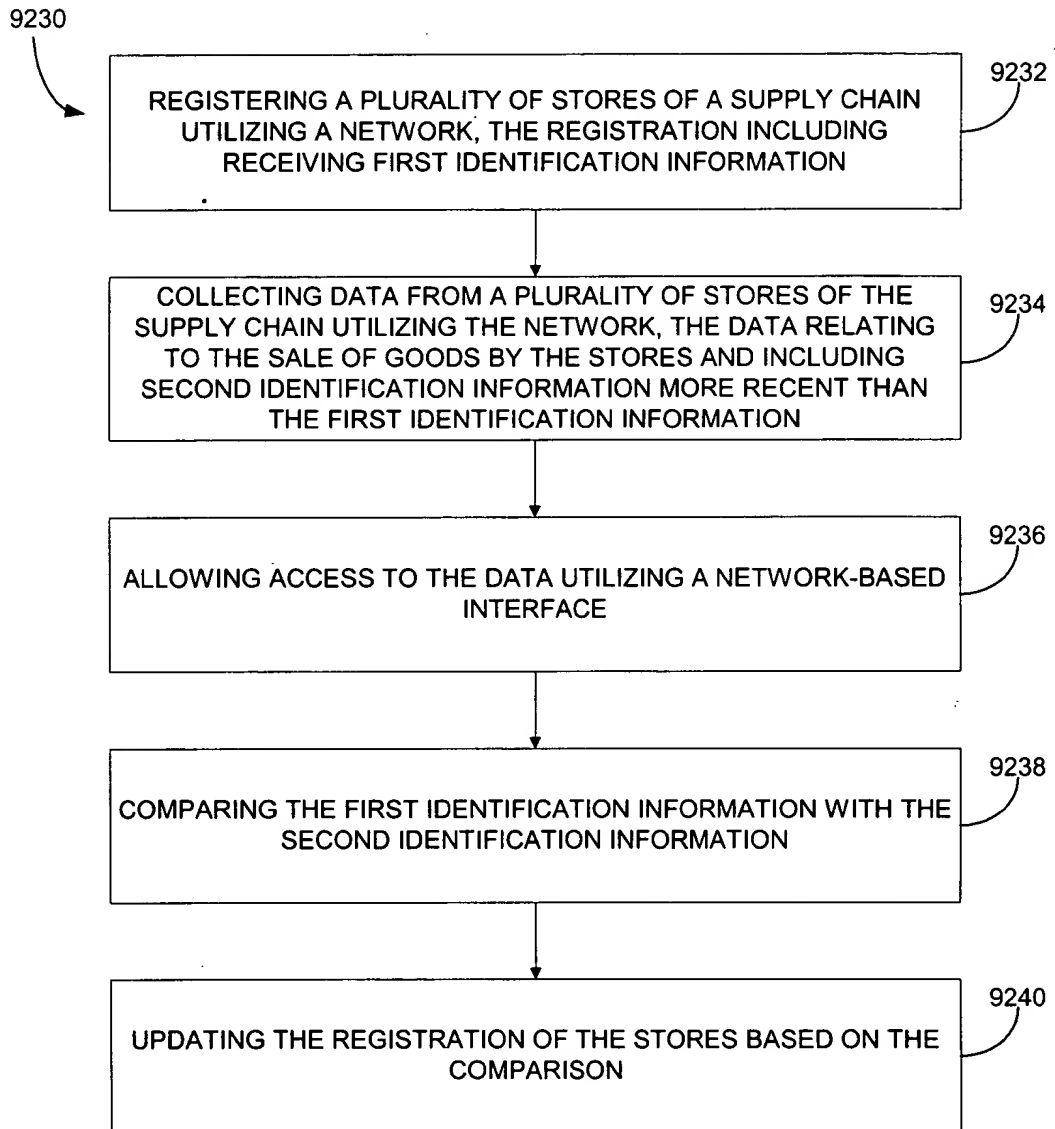 9230
9232
REGISTERING A PLURALITY OF STORES OF A SUPPLY CHAIN
UTILIZING A NETWORK, THE REGISTRATION INCLUDING
RECEIVING FIRST IDENTIFICATION INFORMATION
9234
COLLECTING DATA FROM A PLURALITY OF STORES OF THE
SUPPLY CHAIN UTILIZING THE NETWORK, THE DATA RELATING
TO THE SALE OF GOODS BY THE STORES AND INCLUDING
SECOND IDENTIFICATION INFORMATION MORE RECENT THAN
THE FIRST IDENTIFICATION INFORMATION
9236
ALLOWING ACCESS TO THE DATA UTILIZING A NETWORK-BASED
INTERFACE
9238
COMPARING THE FIRST IDENTIFICATION INFORMATION WITH THE
SECOND IDENTIFICATION INFORMATION
9240
UPDATING THE REGISTRATION OF THE STORES BASED ON THE
COMPARISON